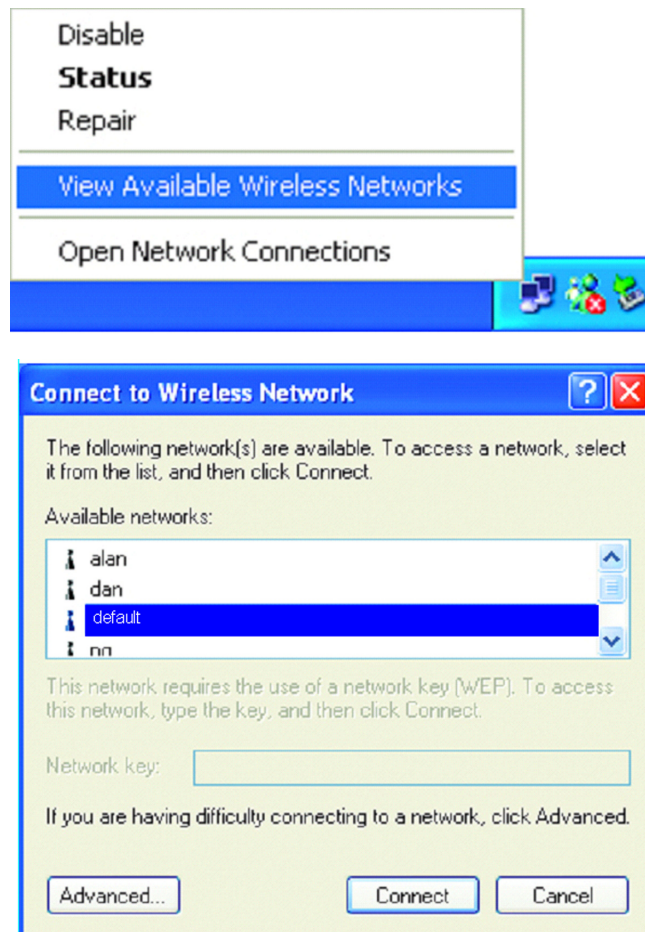 Disable
Status
Repair
View Available Wireless Networks
Open Network Connections
Connect to Wireless Network
The following network(s) are available. To access a network, select
it from the list, and then click Connect.
Available networks:
alan
dan
default
This network requires the use of a network key (WEP). To access
this network, type the key, and then click Connect.
Network key:
If you are having difficulty connecting to a network, click Advanced.
Advanced...
Connect
Cancel